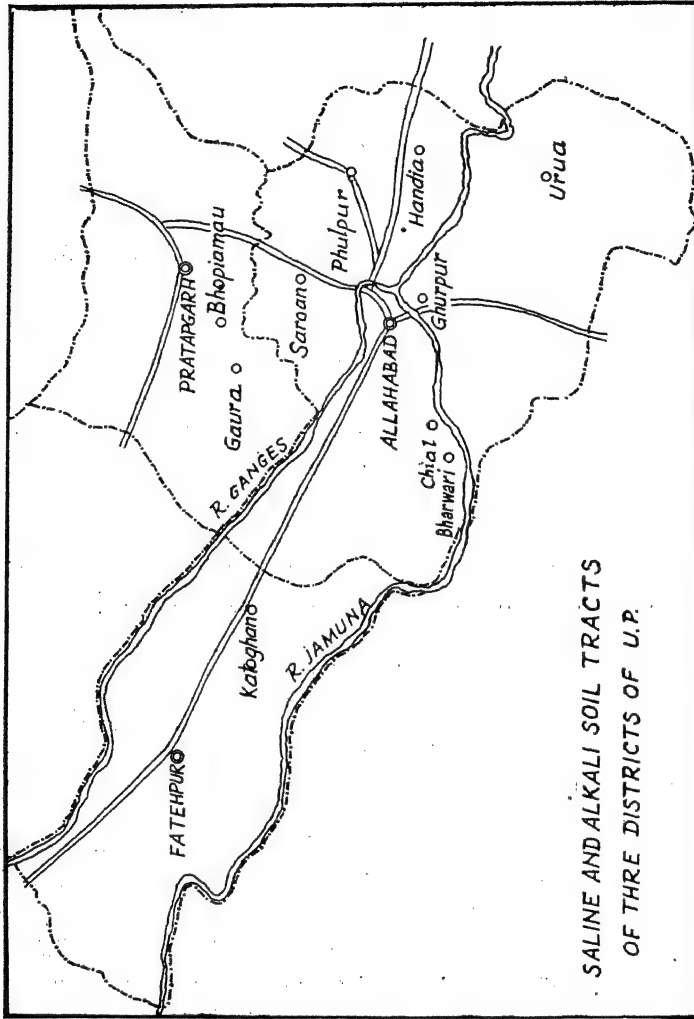 PRATAPGARH
Bhopiamau
Gaura
Phulpur
Saroan
Handia
Urua
R. GANGES
ALLAHABAD
Ghurpur
Chial
Bharwari
Katoghan
R. JAMUNA
FATEHPUR
SALINE AND ALKALI SOIL TRACTS
OF THRE DISTRICTS OF U.P.